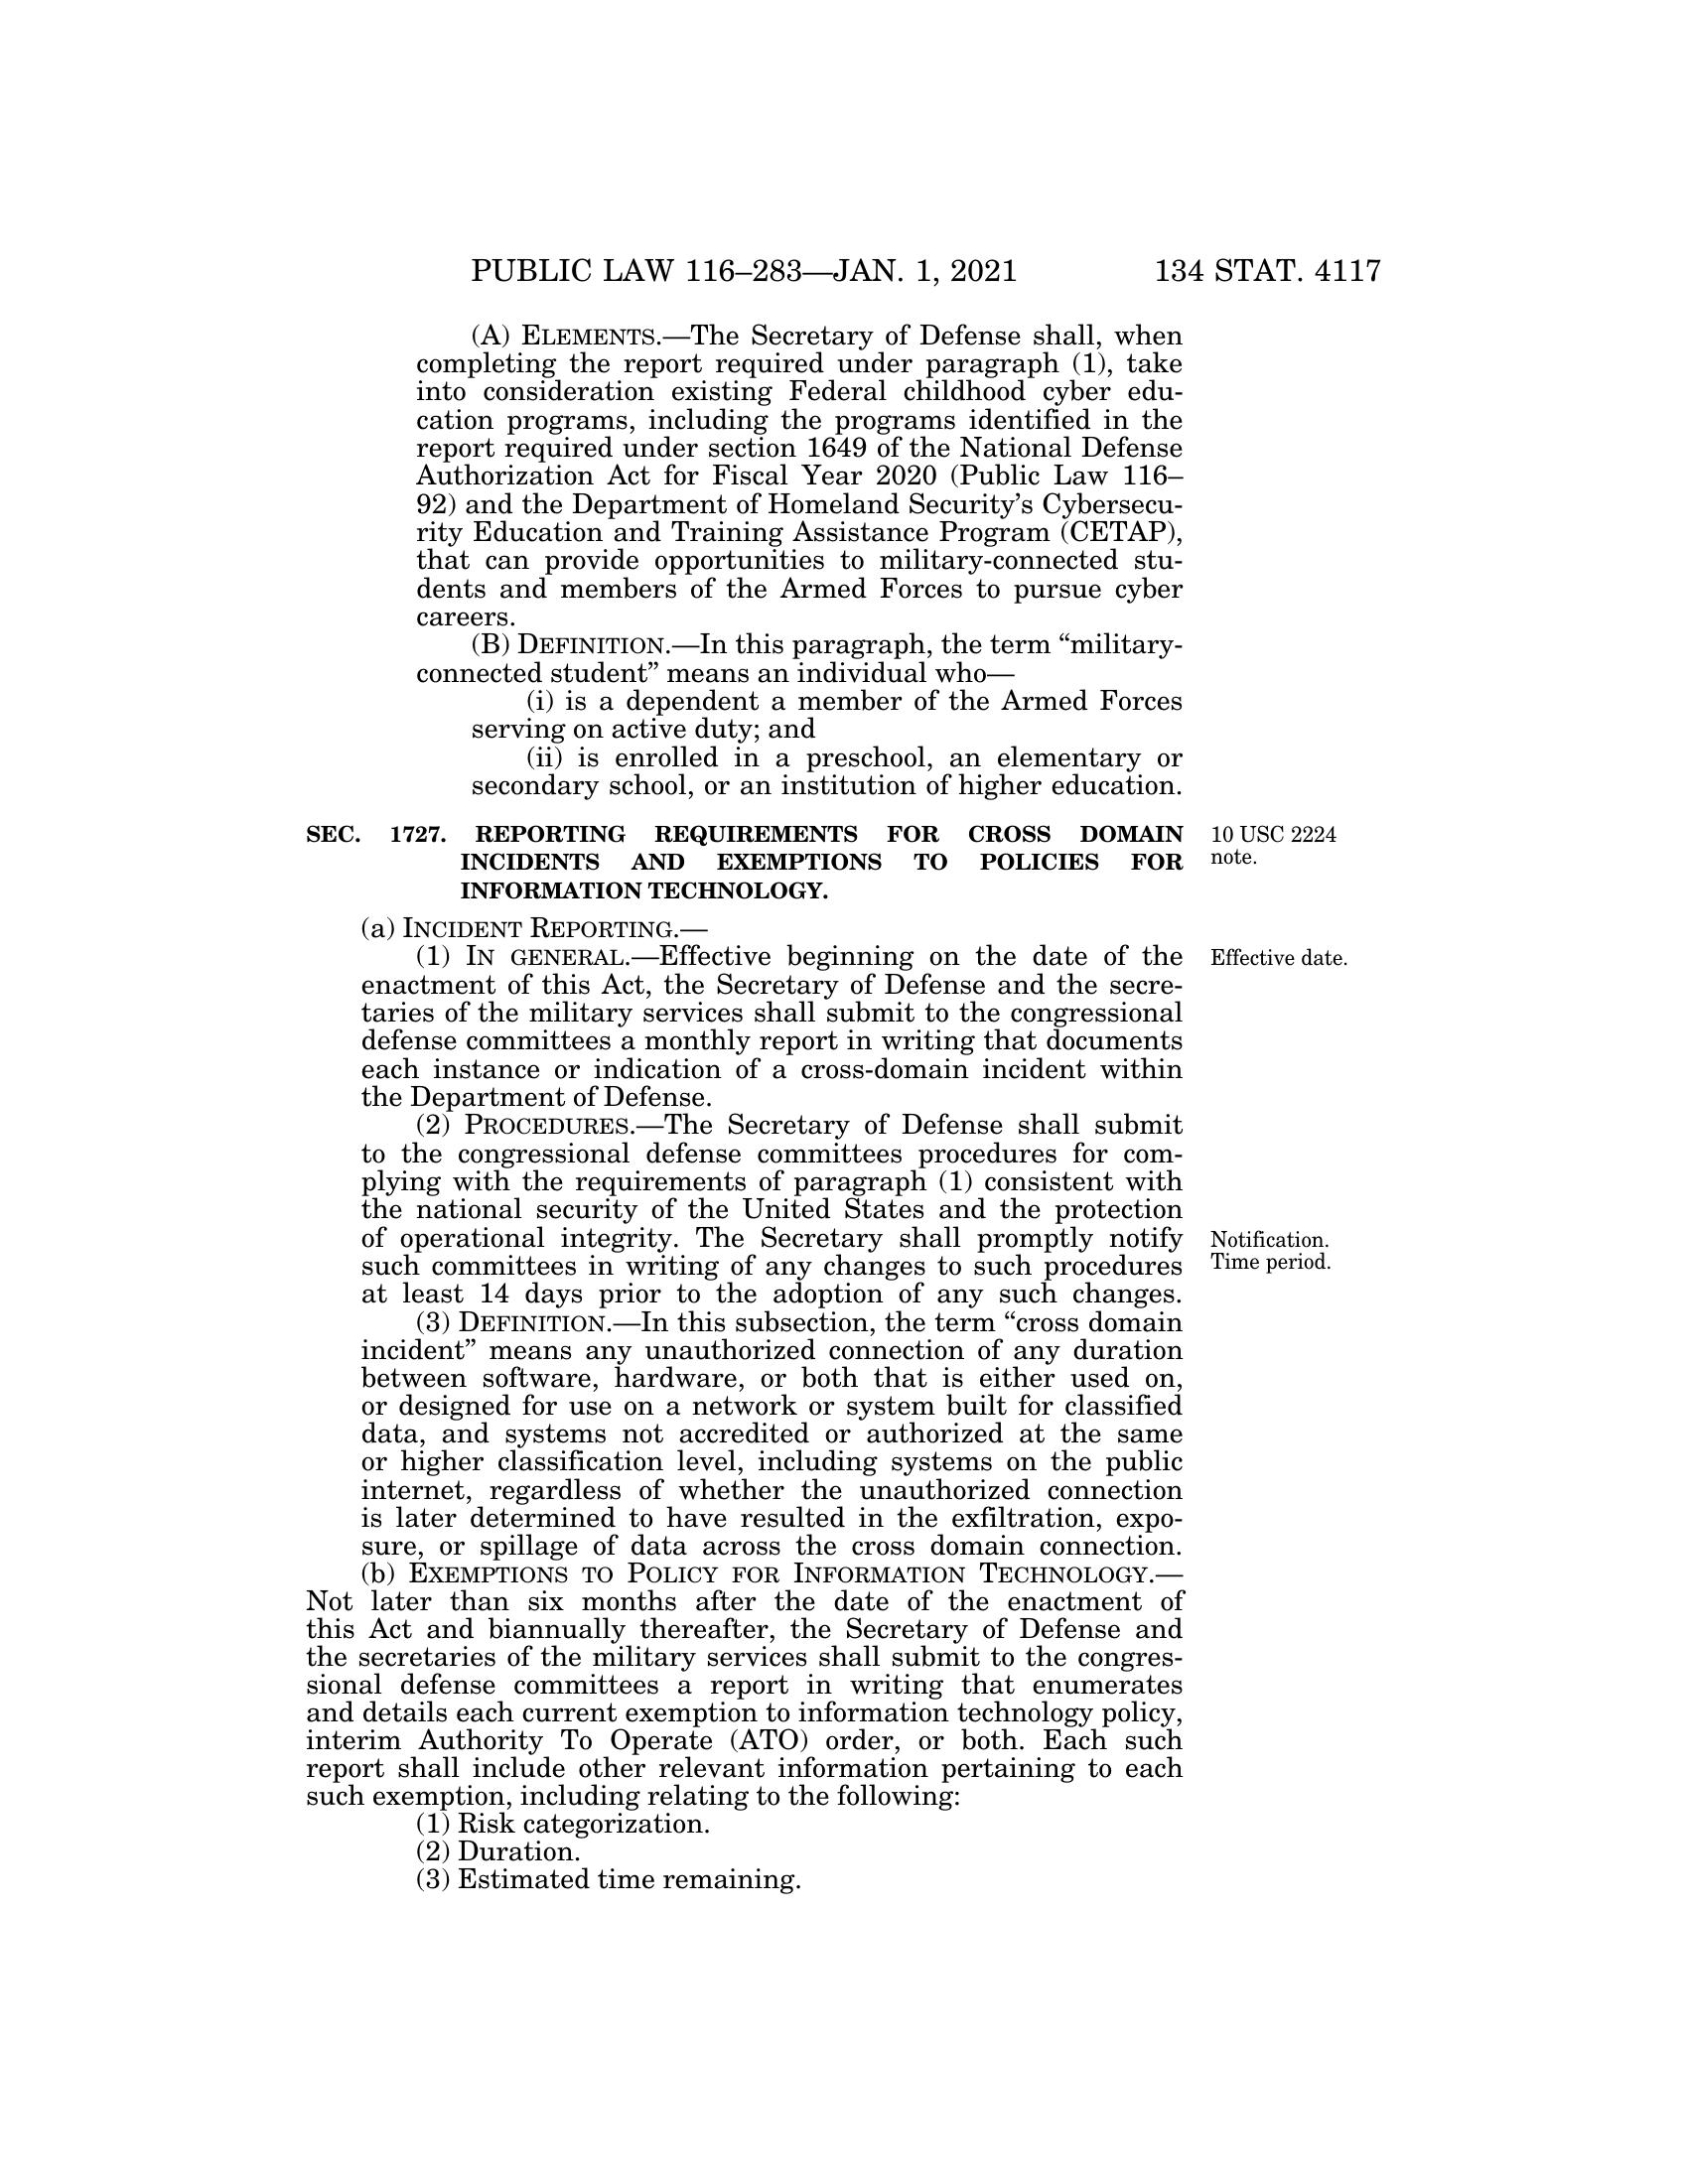 PUBLIC LAW 116–283—JAN. 1, 2021 134 STAT. 4117
(A) ELEMENTS.—The Secretary of Defense shall, when
completing the report required under paragraph (1), take
into consideration existing Federal childhood cyber edu-
cation programs, including the programs identified in the
report required under section 1649 of the National Defense
Authorization Act for Fiscal Year 2020 (Public Law 116–
92) and the Department of Homeland Security’s Cybersecu-
rity Education and Training Assistance Program (CETAP),
that can provide opportunities to military-connected stu-
dents and members of the Armed Forces to pursue cyber
careers.
(B) DEFINITION.—In this paragraph, the term “military-
connected student” means an individual who—
(i) is a dependent a member of the Armed Forces
serving on active duty; and
(ii) is enrolled in a preschool, an elementary or
secondary school, or an institution of higher education.
SEC. 1727. REPORTING REQUIREMENTS FOR CROSS DOMAIN
INCIDENTS AND EXEMPTIONS TO POLICIES FOR
INFORMATION TECHNOLOGY.
10 USC 2224
note.
(a) INCIDENT REPORTING.—
(1) IN GENERAL.—Effective beginning on the date of the
Effective date.
enactment of this Act, the Secretary of Defense and the secre-
taries of the military services shall submit to the congressional
defense committees a monthly report in writing that documents
each instance or indication of a cross-domain incident within
the Department of Defense.
(2) PROCEDURES.—The Secretary of Defense shall submit
to the congressional defense committees procedures for com-
plying with the requirements of paragraph (1) consistent with
the national security of the United States and the protection
of operational integrity. The Secretary shall promptly notify
such committees in writing of any changes to such procedures
at least 14 days prior to the adoption of any such changes.
Notification.
Time period.
(3) DEFINITION.—In this subsection, the term “cross domain
incident” means any unauthorized connection of any duration
between software, hardware, or both that is either used on,
or designed for use on a network or system built for classified
data, and systems not accredited or authorized at the same
or higher classification level, including systems on the public
internet, regardless of whether the unauthorized connection
is later determined to have resulted in the exfiltration, expo-
sure, or spillage of data across the cross domain connection.
(b) EXEMPTIONS TO POLICY FOR INFORMATION TECHNOLOGY.—
Not later than six months after the date of the enactment of
this Act and biannually thereafter, the Secretary of Defense and
the secretaries of the military services shall submit to the congres-
sional defense committees a report in writing that enumerates
and details each current exemption to information technology policy,
interim Authority To Operate (ATO) order, or both. Each such
report shall include other relevant information pertaining to each
such exemption, including relating to the following:
(1) Risk categorization.
(2) Duration.
(3) Estimated time remaining.